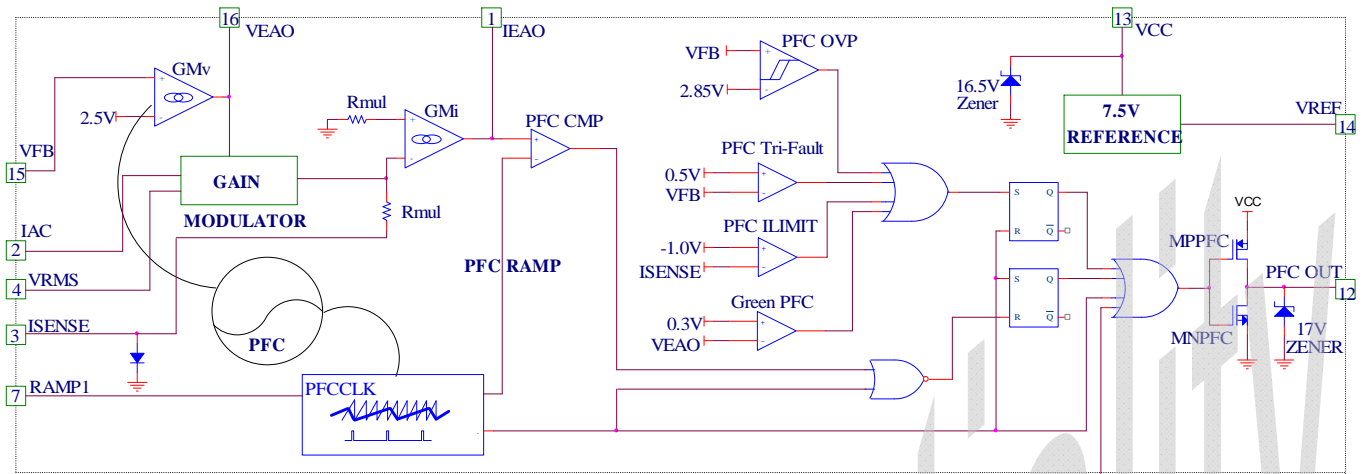 16
VEAO
1
IEAO
13
VCC
GMv
2.5V
VFB
15
GAIN
MODULATOR
IAC
2
VRMS
4
ISENSE
3
RAMP1
7
PFC
PFCCLK
Rmul
GMi
Rmul
PFC CMP
PFC RAMP
PFC OVP
VFB
2.85V
PFC Tri-Fault
0.5V
VFB
PFC ILIMIT
-1.0V
ISENSE
Green PFC
0.3V
VEAO
16.5V
Zener
7.5V
REFERENCE
VREF
14
S
Q
R
Q
S
Q
R
Q
VCC
MPPFC
PFC OUT
12
MNPFC
17V
ZENER
+
-
+
-
+
-
+
-
+
-
+
-
+
-